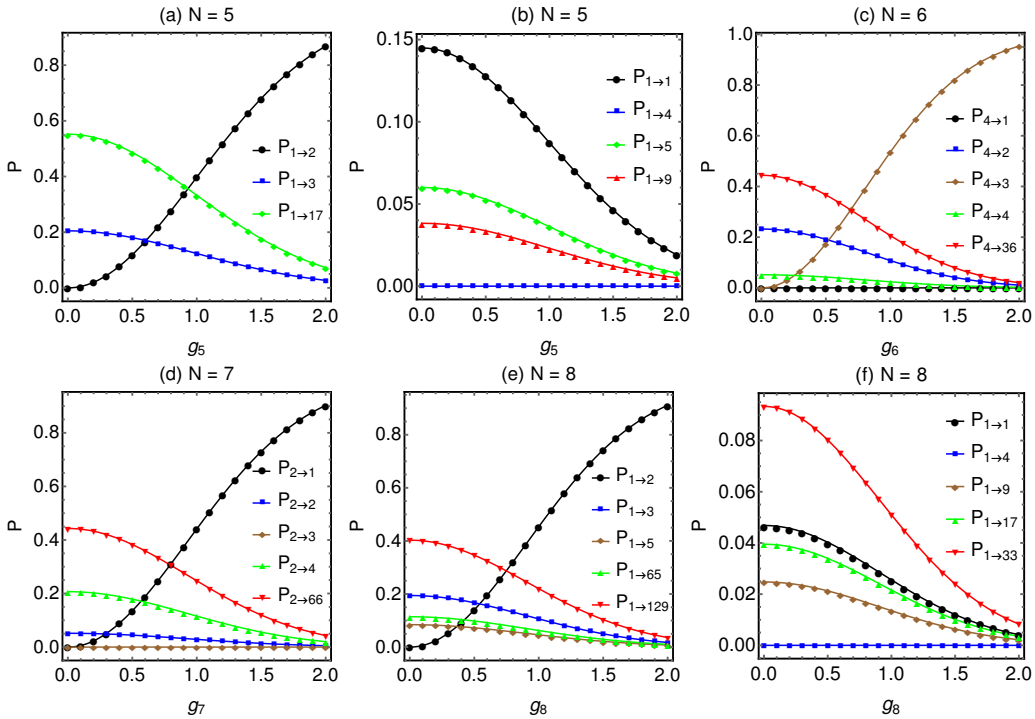 (a) N = 5
P
0.8
0.6
0.4
0.2
0.0
P1→2
P1→3
P1→17
0.0 0.5 1.0 1.5 2.0
g5
(b) N = 5
P
0.15
0.10
0.05
0.00
P1→1
P1→4
P1→5
P1→9
0.0 0.5 1.0 1.5 2.0
g5
(c) N = 6
P
1.0
0.8
0.6
0.4
0.2
0.0
P4→1
P4→2
P4→3
P4→4
P4→36
0.0 0.5 1.0 1.5 2.0
g6
(d) N = 7
P
0.8
0.6
0.4
0.2
0.0
P2→1
P2→2
P2→3
P2→4
P2→66
0.0 0.5 1.0 1.5 2.0
g7
(e) N = 8
P
0.8
0.6
0.4
0.2
0.0
P1→2
P1→3
P1→5
P1→65
P1→129
0.0 0.5 1.0 1.5 2.0
g8
(f) N = 8
P
0.08
0.06
0.04
0.02
0.00
P1→1
P1→4
P1→9
P1→17
P1→33
0.0 0.5 1.0 1.5 2.0
g8